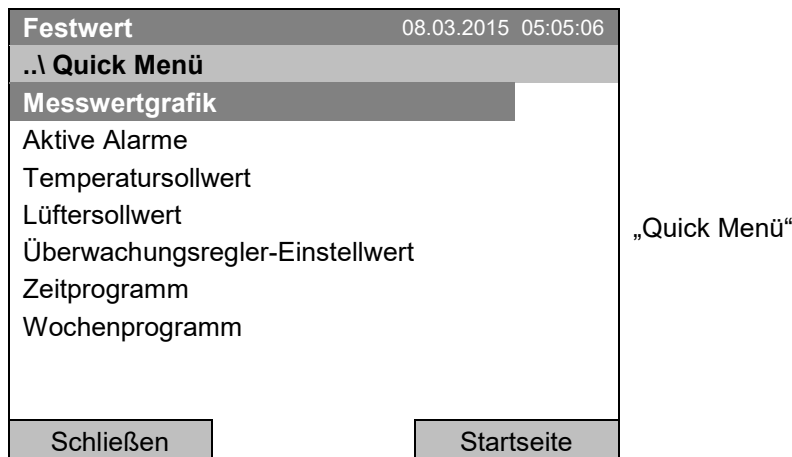 Festwert 08.03.2015 05:05:06
..\ Quick Menü
Messwertgrafik
Aktive Alarme
Temperatursollwert
Lüftersollwert
Überwachungsregler-Einstellwert
Zeitprogramm
Wochenprogramm
Schließen Startseite
„Quick Menü“